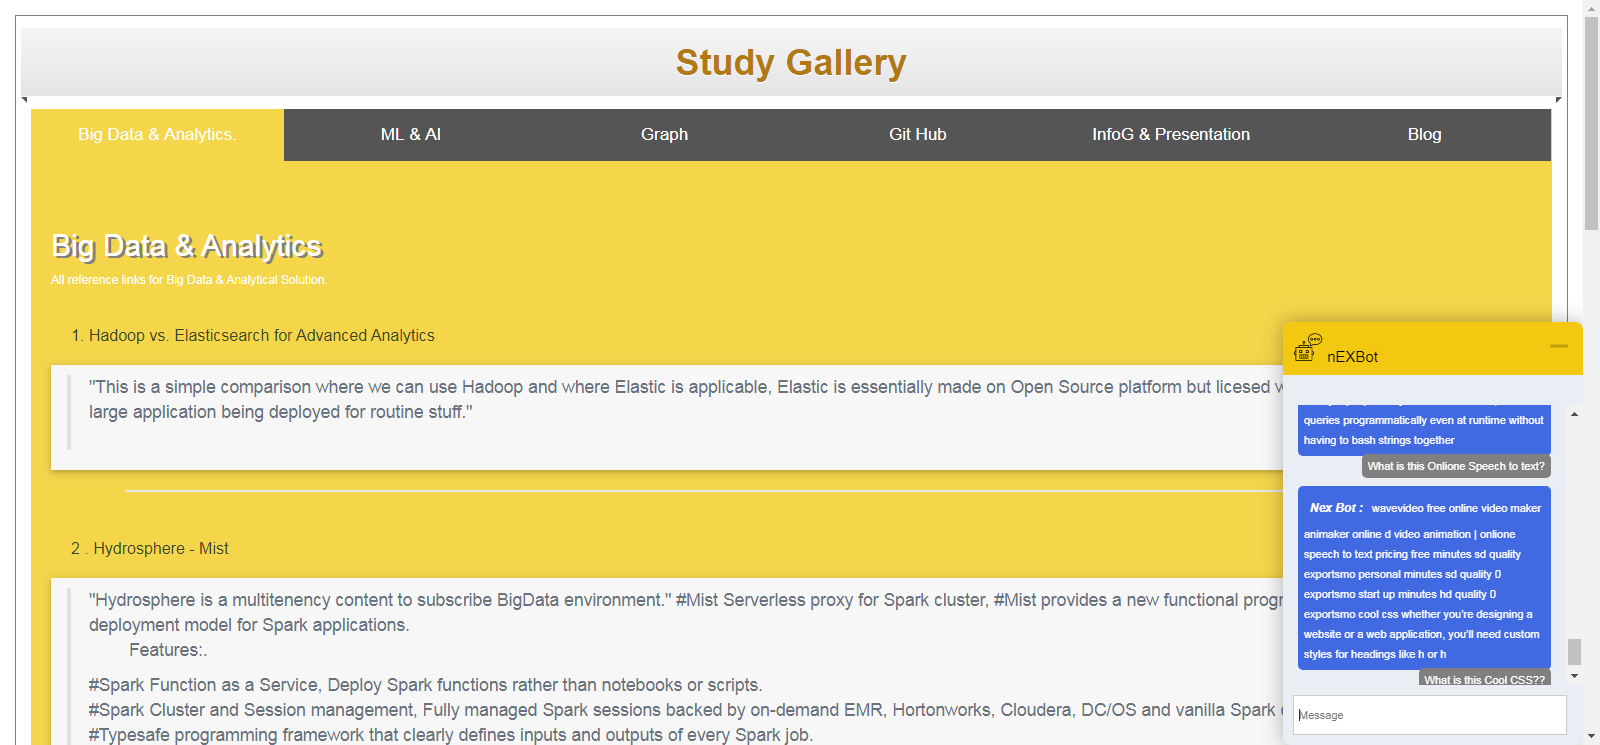 Study Gallery
Big Data & Analytics.
ML & AI
Graph
Git Hub
InfoG & Presentation
Blog
Big Data & Analytics
All reference links for Big Data & Analytical Solution.
1. Hadoop vs. Elasticsearch for Advanced Analytics
"This is a simple comparison where we can use Hadoop and where Elastic is applicable, Elastic is essentially made on Open Source platform but licesed
large application being deployed for routine stuff."
2 . Hydrosphere - Mist
"Hydrosphere is a multitenency content to subscribe BigData environment." #Mist Serverless proxy for Spark cluster, #Mist provides a new functional
deployment model for Spark applications.
Features:.
#Spark Function as a Service, Deploy Spark functions rather than notebooks or scripts.
#Spark Cluster and Session management, Fully managed Spark sessions backed by on-demand EMR, Hortonworks, Cloudera, DC/OS and vanilla Spark
#Typesafe programming framework that clearly defines inputs and outputs of every Spark job.
nEXBot
queries programmatically even at runtime without
having to bash strings together
What is this Onlione Speech to text?
Nex Bot : wavevideo free online video maker
animaker online d video animation | onlione
speech to text pricing free minutes sd quality
exportsmo personal minutes sd quality 0
exportsmo start up minutes hd quality 0
exportsmo cool css whether you're designing a
website or a web application, you'll need custom
styles for headings like h or h
What is this Cool CSS??
Message